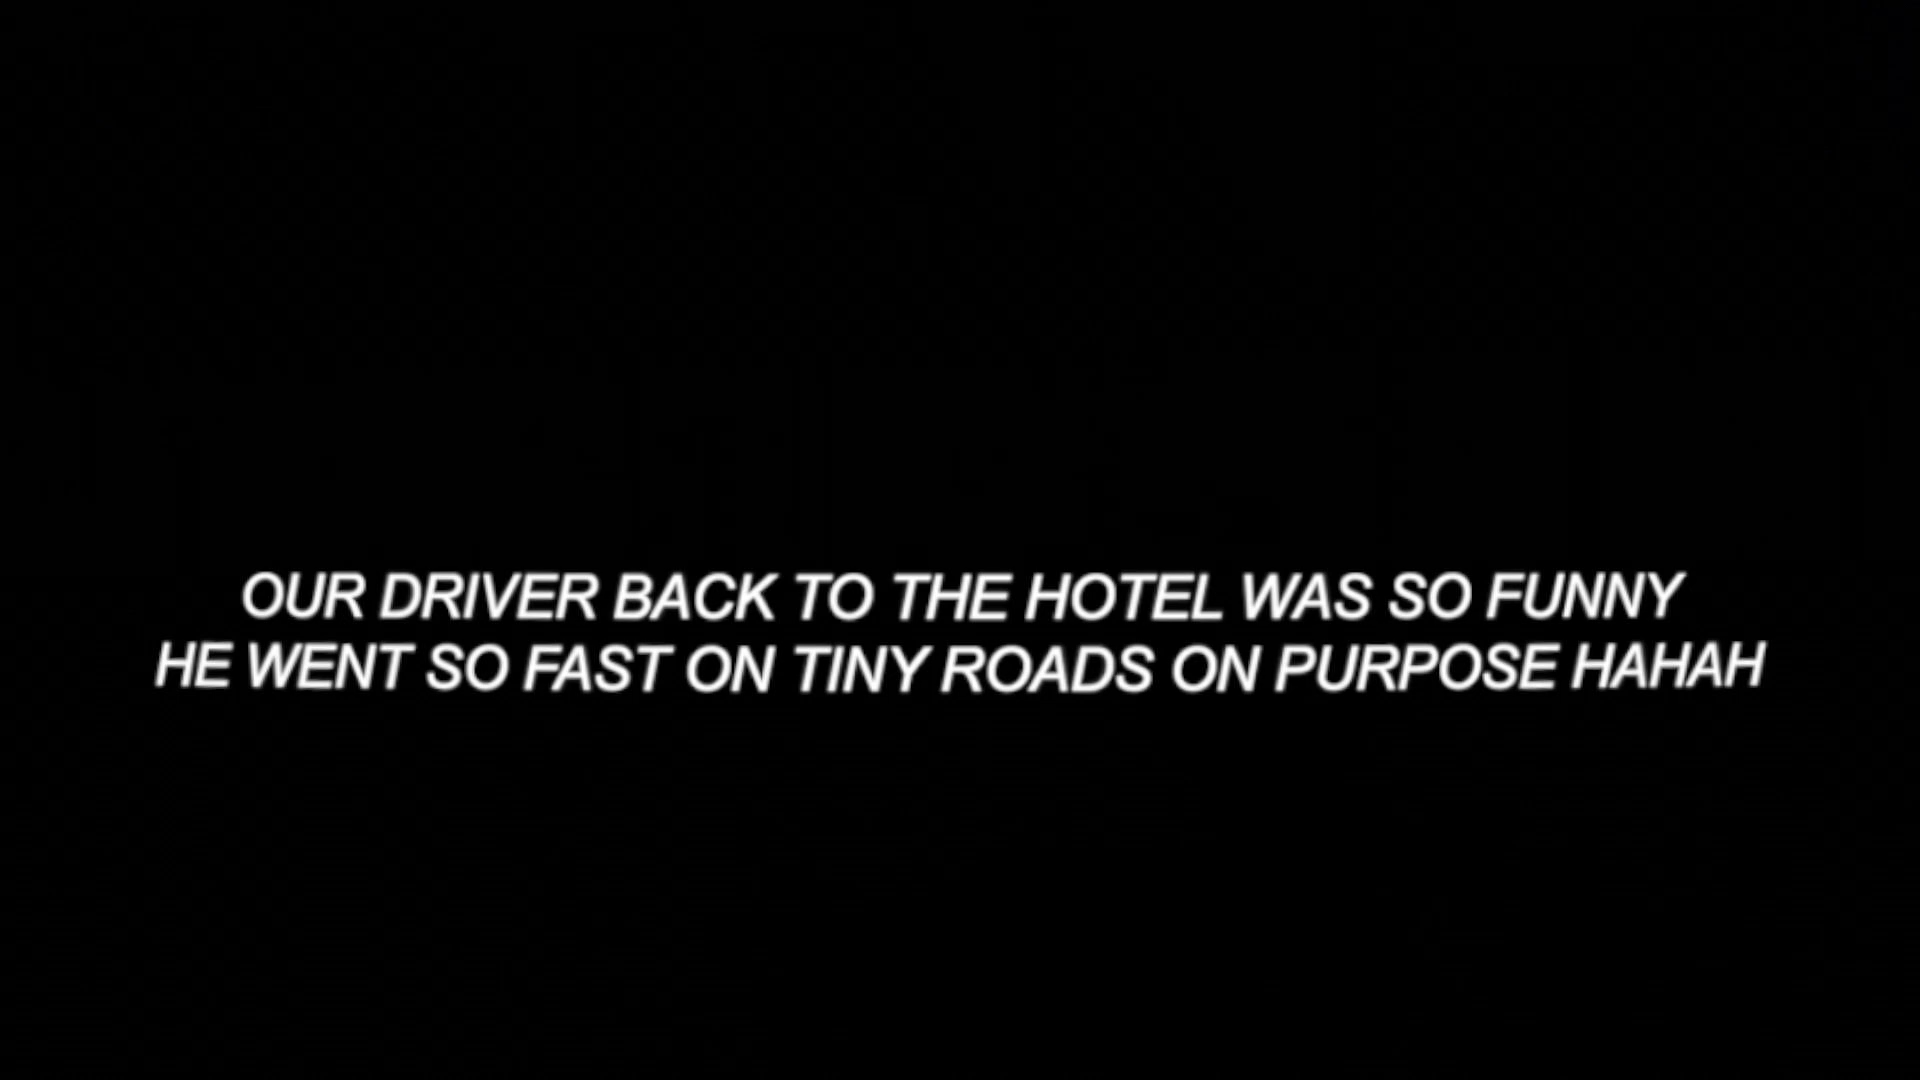 OUR DRIVER BACK TO THE HOTEL WAS SO FUNNY
HE WENT SO FAST ON TINY ROADS ON PURPOSE HAHAH